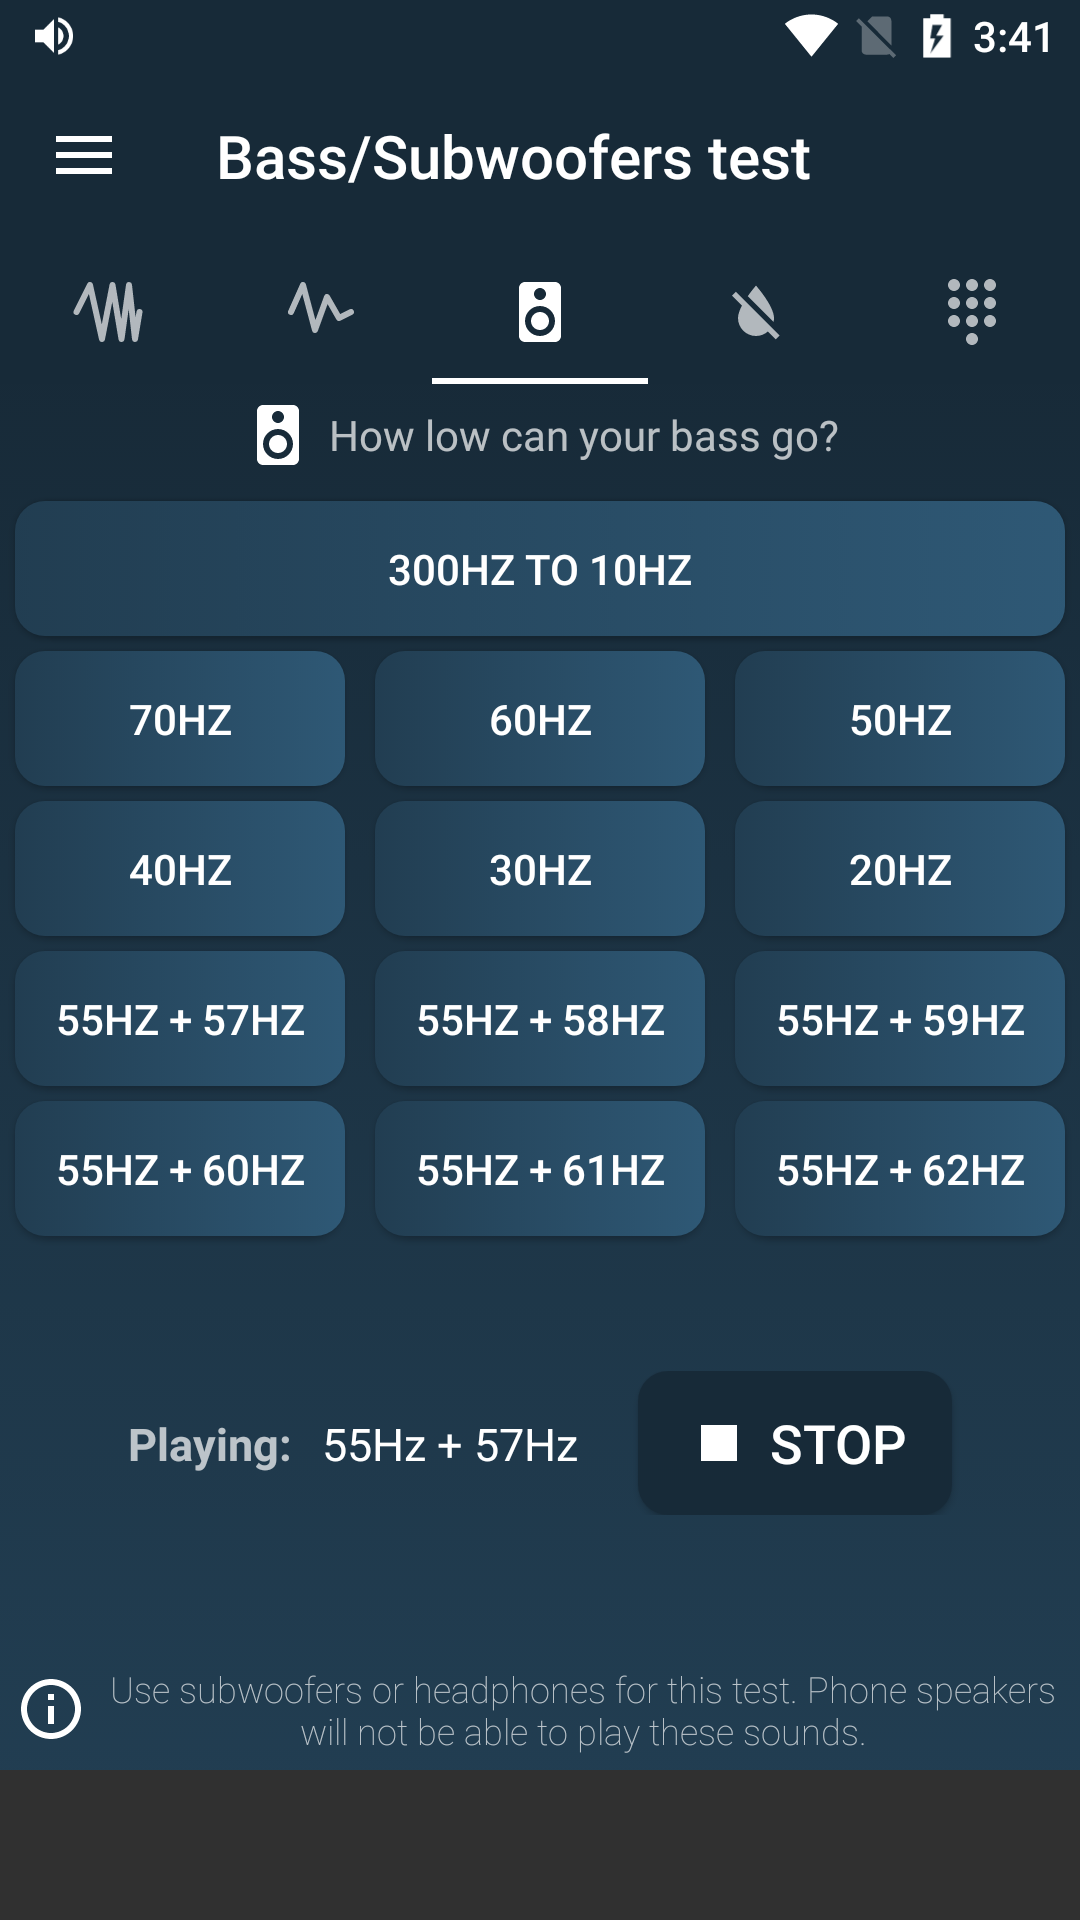 3:41
Bass/Subwoofers test
How low can your bass go?
300HZ TO 10HZ
70HZ 60HZ 50HZ
40HZ 30HZ 20HZ
55HZ + 57HZ 55HZ + 58HZ 55HZ + 59HZ
55HZ + 60HZ 55HZ + 61HZ 55HZ + 62HZ
Playing: 55Hz + 57Hz STOP
Use subwoofers or headphones for this test. Phone speakers
will not be able to play these sounds.